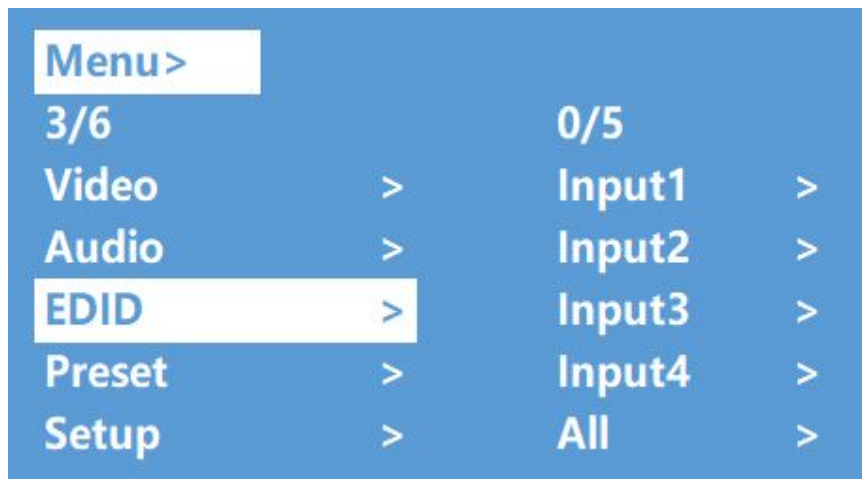 Menu>
3/6 0/5
Video > Input1 >
Audio > Input2 >
EDID > Input3 >
Preset > Input4 >
Setup > All >